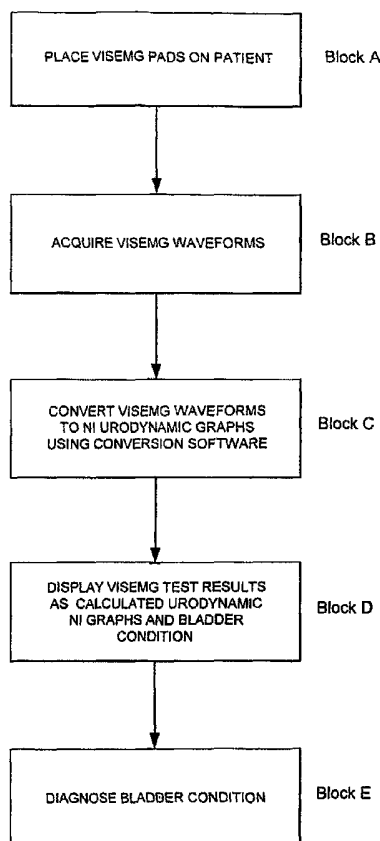 PLACE VISEMG PADS ON PATIENT
Block A
ACQUIRE VISEMG WAVEFORMS
Block B
CONVERT VISEMG WAVEFORMS
TO NI URODYNAMIC GRAPHS
USING CONVERSION SOFTWARE
Block C
DISPLAY VISEMG TEST RESULTS
AS CALCULATED URODYNAMIC
NI GRAPHS AND BLADDER
CONDITION
Block D
DIAGNOSE BLADDER CONDITION
Block E